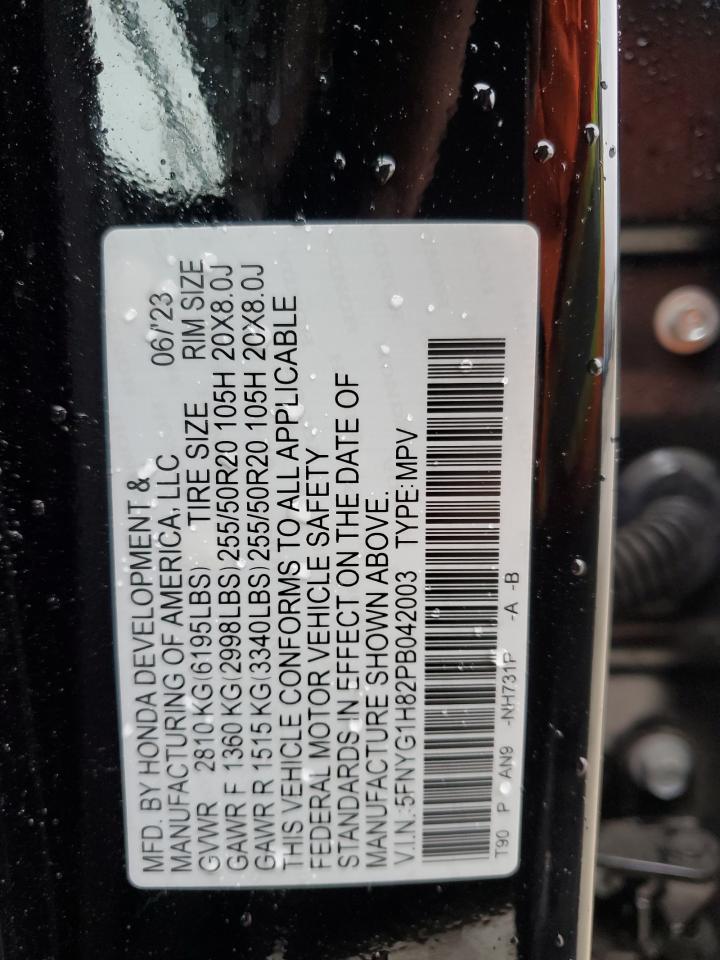 MFD. BY HONDA DEVELOPMENT &
MANUFACTURING OF AMERICA, LLC 06/'23
GVWR 2810 KG(6195LBS) TIRE SIZE RIM SIZE
GAWR F 1360 KG(2998LBS) 255/50R20 105H 20X8.0J
GAWR R 1515 KG(3340LBS) 255/50R20 105H 20X8.0J
THIS VEHICLE CONFORMS TO ALL APPLICABLE
FEDERAL MOTOR VEHICLE SAFETY
STANDARDS IN EFFECT ON THE DATE OF
MANUFACTURE SHOWN ABOVE.
V.I.N.:5FNYG1H82PB042003 TYPE:MPV
T90 P AN9 -NH731P -A -B